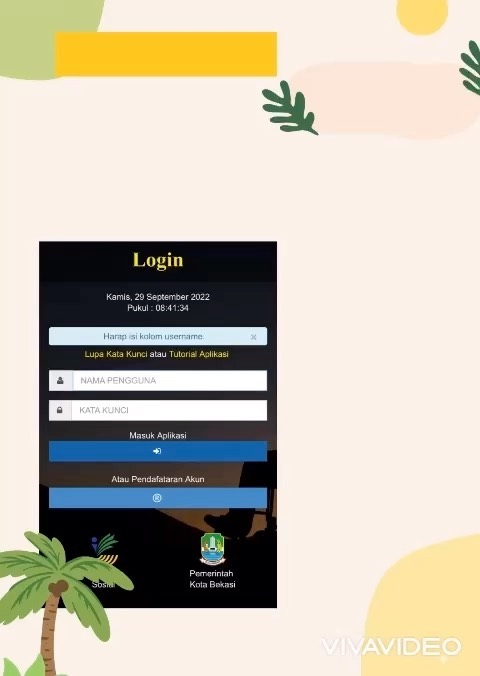 Login
Kamis, 29 September 2022
Pukul : 08:41:34
Harap isi kolom username. ×
Lupa Kata Kunci atau Tutorial Aplikasi
NAMA PENGGUNA
KATA KUNCI
Masuk Aplikasi
Atau Pendafataran Akun
Sosial
Pemerintah
Kota Bekasi
VIVAVIDEO